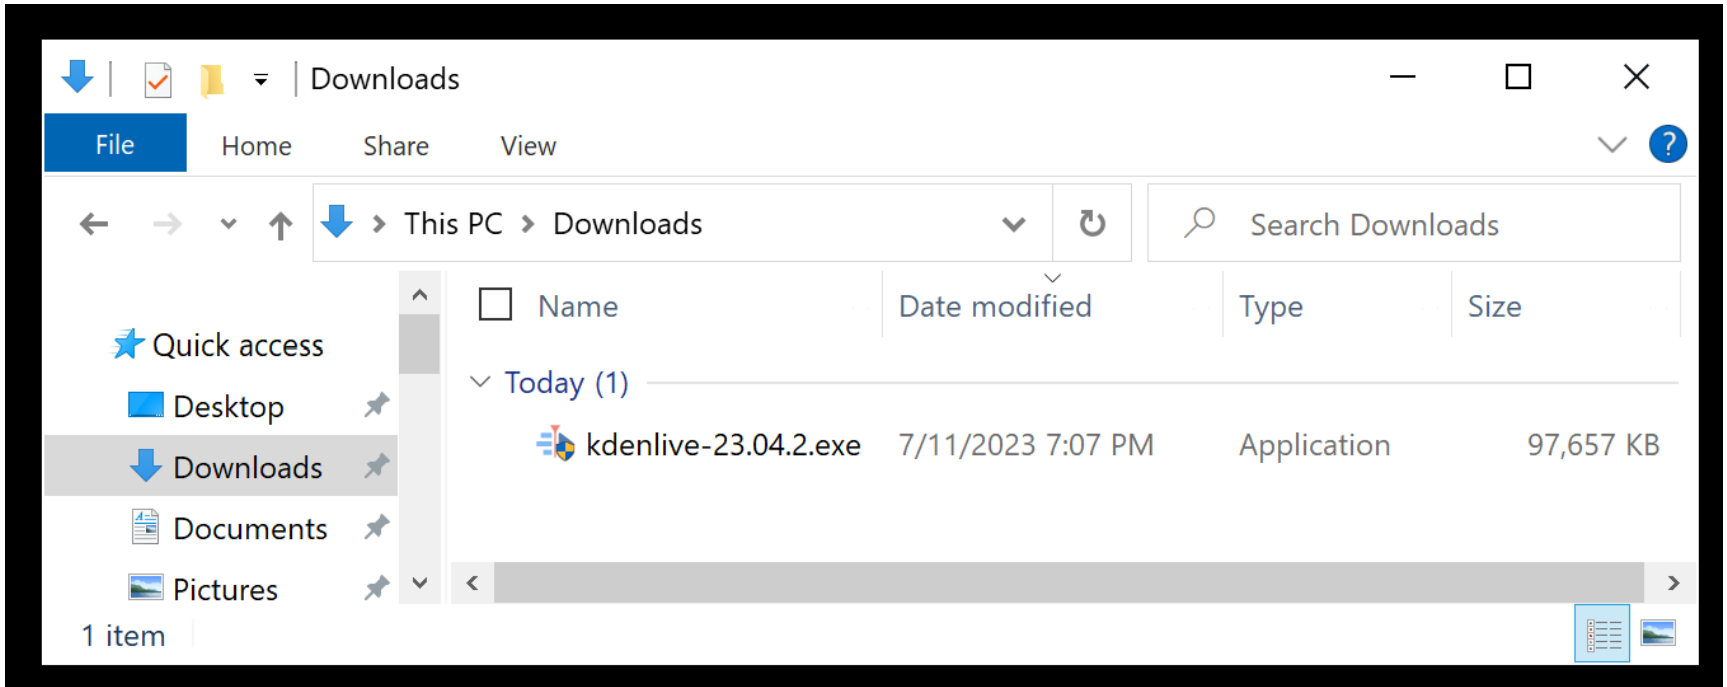 Downloads
File Home Share View
?
This PC Downloads
Search Downloads
Name Date modified Type Size
Quick access
Today (1)
Desktop
kdenlive-23.04.2.exe 7/11/2023 7:07 PM Application 97,657 KB
Downloads
Documents
Pictures
1 item